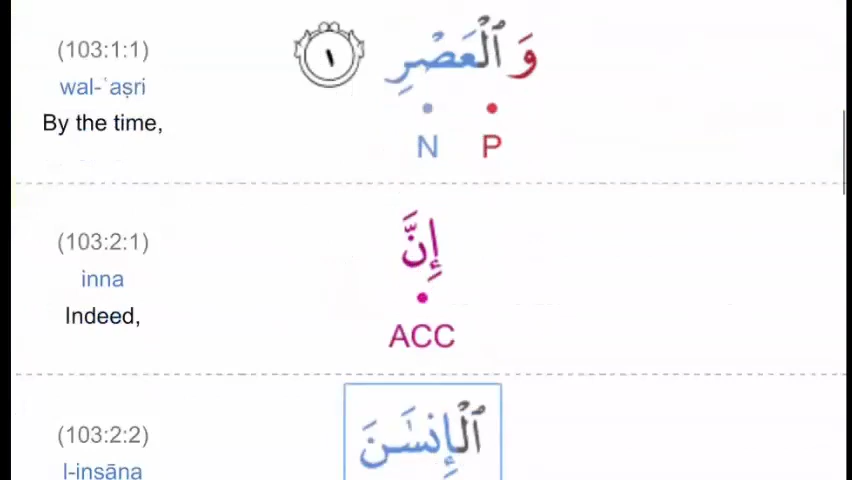 (103:1:1)
wal-ʿaṣri
By the time,
وَٱلْعَصْرِ ١
N P
(103:2:1)
inna
Indeed,
إِنَّ
ACC
(103:2:2)
l-insāna
ٱلْإِنسَـٰنَ